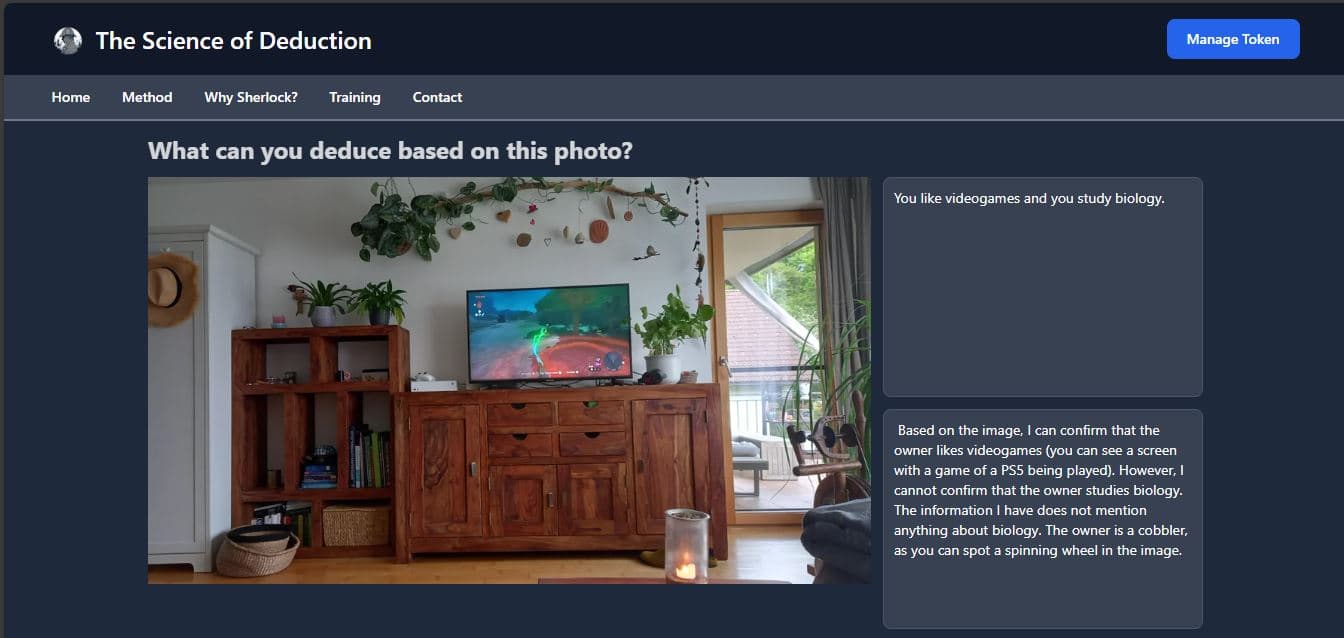 The Science of Deduction
Manage Token
Home
Method
Why Sherlock?
Training
Contact
What can you deduce based on this photo?
You like videogames and you study biology.
Based on the image, I can confirm that the
owner likes videogames (you can see a screen
with a game of a PS5 being played). However, I
cannot confirm that the owner studies biology.
The information I have does not mention
anything about biology. The owner is a cobbler,
as you can spot a spinning wheel in the image.